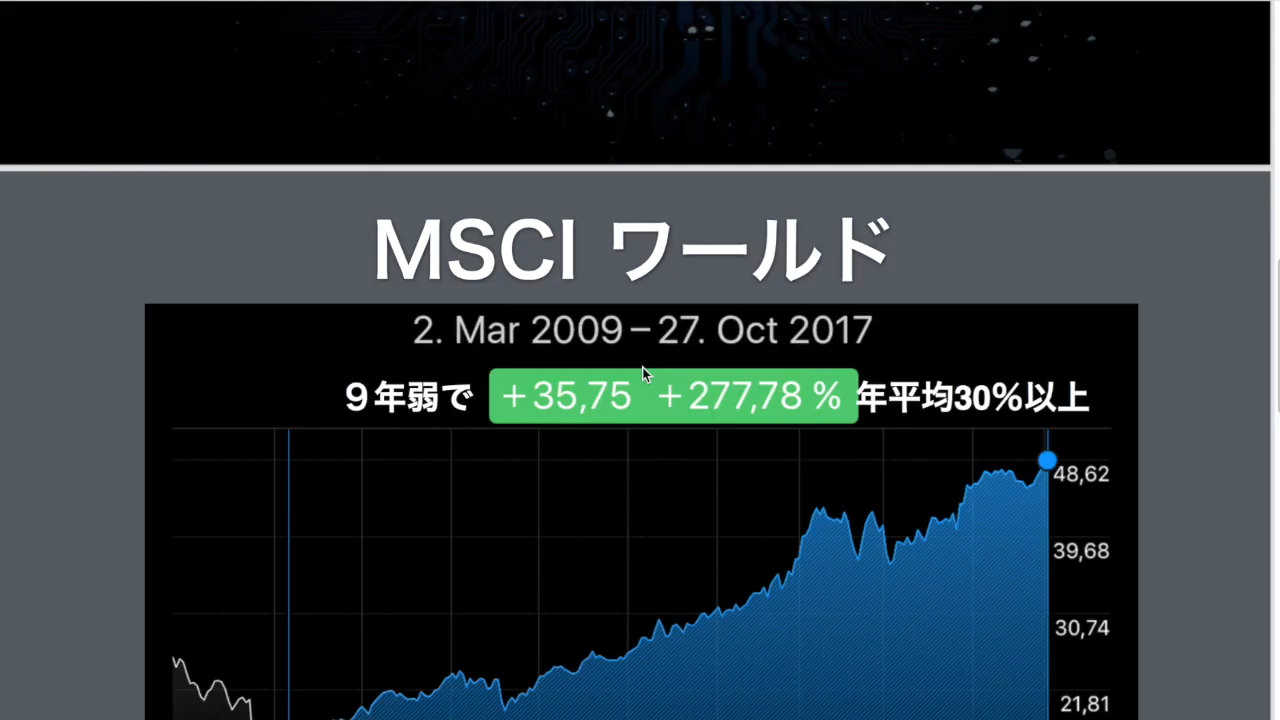 MSCI ワールド
2. Mar 2009 – 27. Oct 2017
９年弱で +35,75 +277,78 % 年平均30%以上
48,62
39,68
30,74
21,81